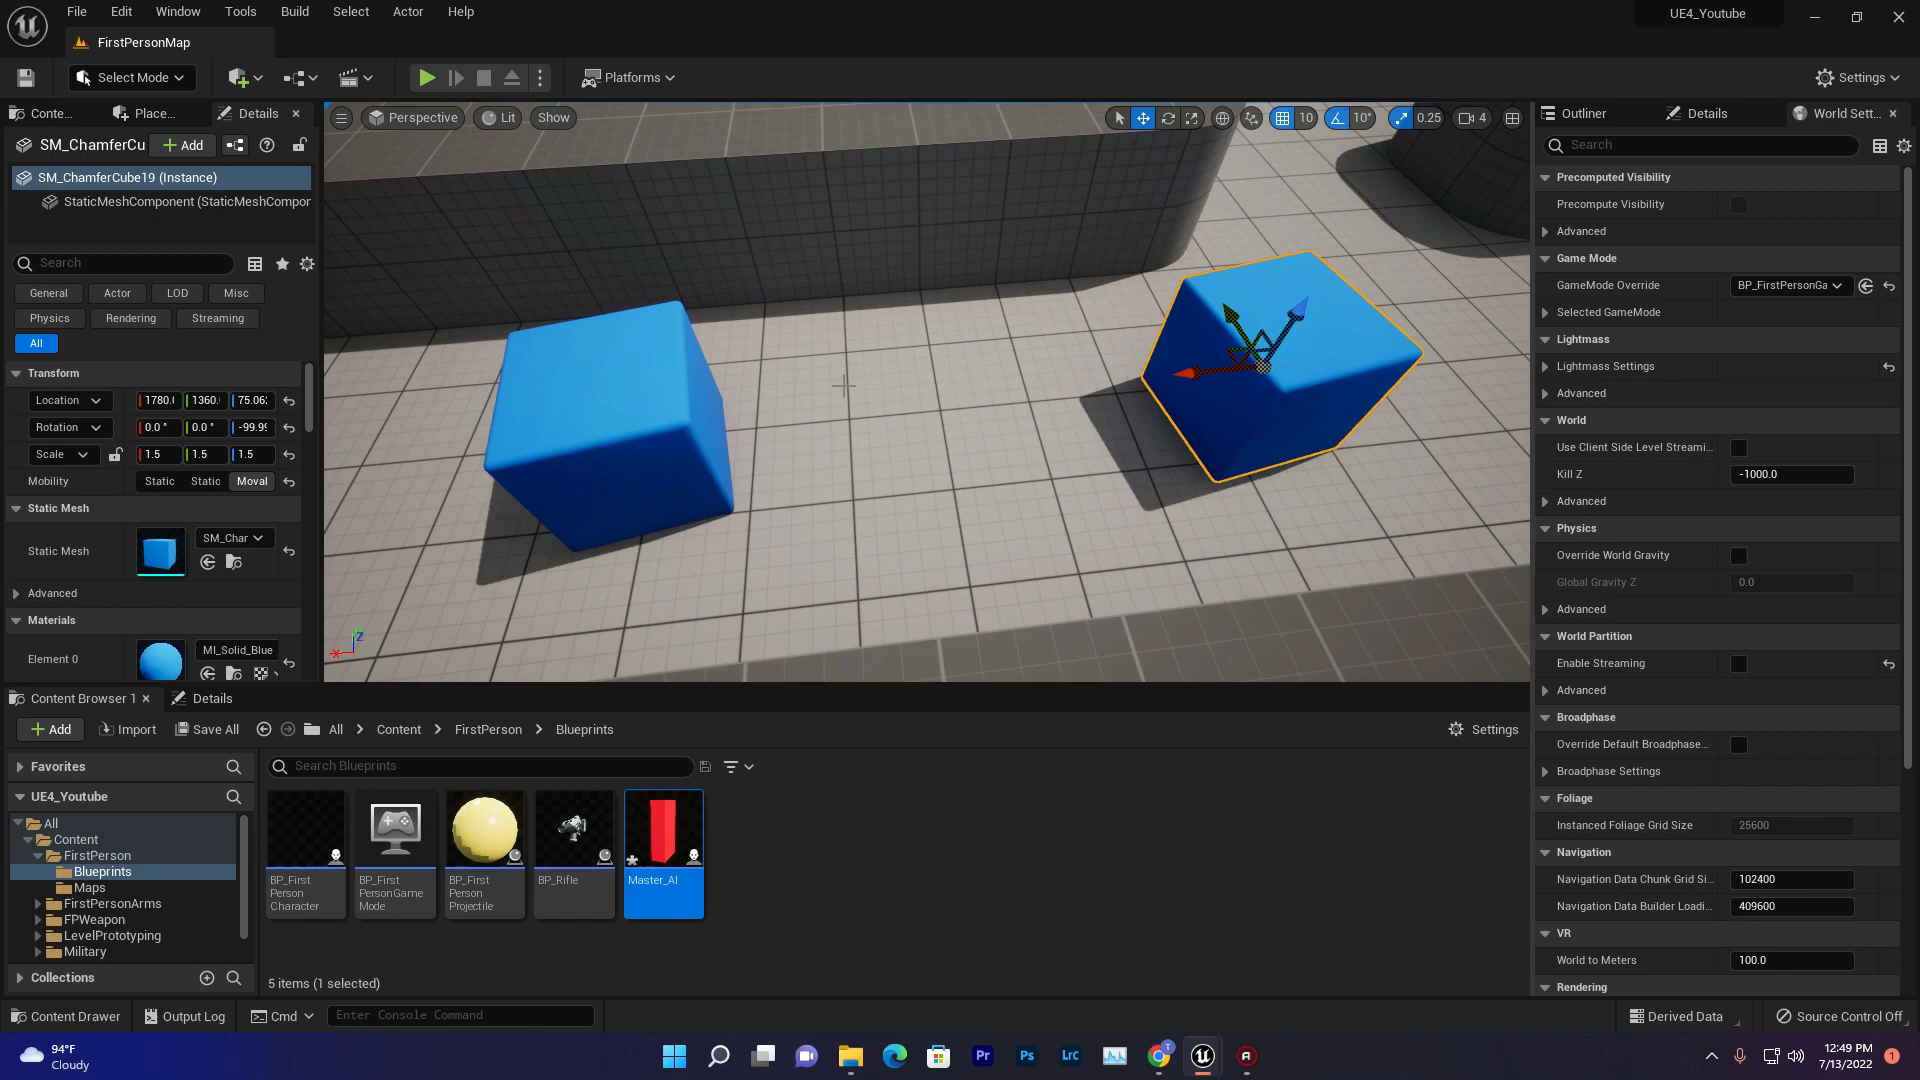 File Edit Window Tools Build Select Actor Help
UE4_Youtube
FirstPersonMap
Select Mode
Platforms
Settings
Conte...
Place...
Details
SM_ChamferCu
Add
SM_ChamferCube19 (Instance)
StaticMeshComponent (StaticMeshCompor
Search
General Actor LOD Misc
Physics Rendering Streaming
All
Transform
Location 1780.( 1360. 75.06:
Rotation 0.0 ° 0.0 ° -99.9
Scale 1.5 1.5 1.5
Mobility Static Static Moval
Static Mesh
Static Mesh SM_Char
Advanced
Materials
Element 0 MI_Solid_Blue
Perspective Lit Show
10 10° 0.25 4
Z
X
Outliner Details World Sett...
Search
Precomputed Visibility
Precompute Visibility
Advanced
Game Mode
GameMode Override BP_FirstPersonGa
Selected GameMode
Lightmass
Lightmass Settings
Advanced
World
Use Client Side Level Streami...
Kill Z -1000.0
Advanced
Physics
Override World Gravity
Global Gravity Z 0.0
Advanced
World Partition
Enable Streaming
Advanced
Broadphase
Override Default Broadphase...
Broadphase Settings
Foliage
Instanced Foliage Grid Size 25600
Navigation
Navigation Data Chunk Grid Si... 102400
Navigation Data Builder Loadi... 409600
VR
World to Meters 100.0
Rendering
Content Browser 1 Details
Add Import Save All All Content FirstPerson Blueprints Settings
Favorites
UE4_Youtube
All
Content
FirstPerson
Blueprints
Maps
FirstPersonArms
FPWeapon
LevelPrototyping
Military
Collections
Search Blueprints
BP_First
Person
Character
BP_First
PersonGame
Mode
BP_First
Person
Projectile
BP_Rifle
Master_AI
5 items (1 selected)
Content Drawer Output Log Cmd Enter Console Command Derived Data Source Control Off
94°F
Cloudy
Pr Ps Lrc
T
12:49 PM
7/13/2022
1